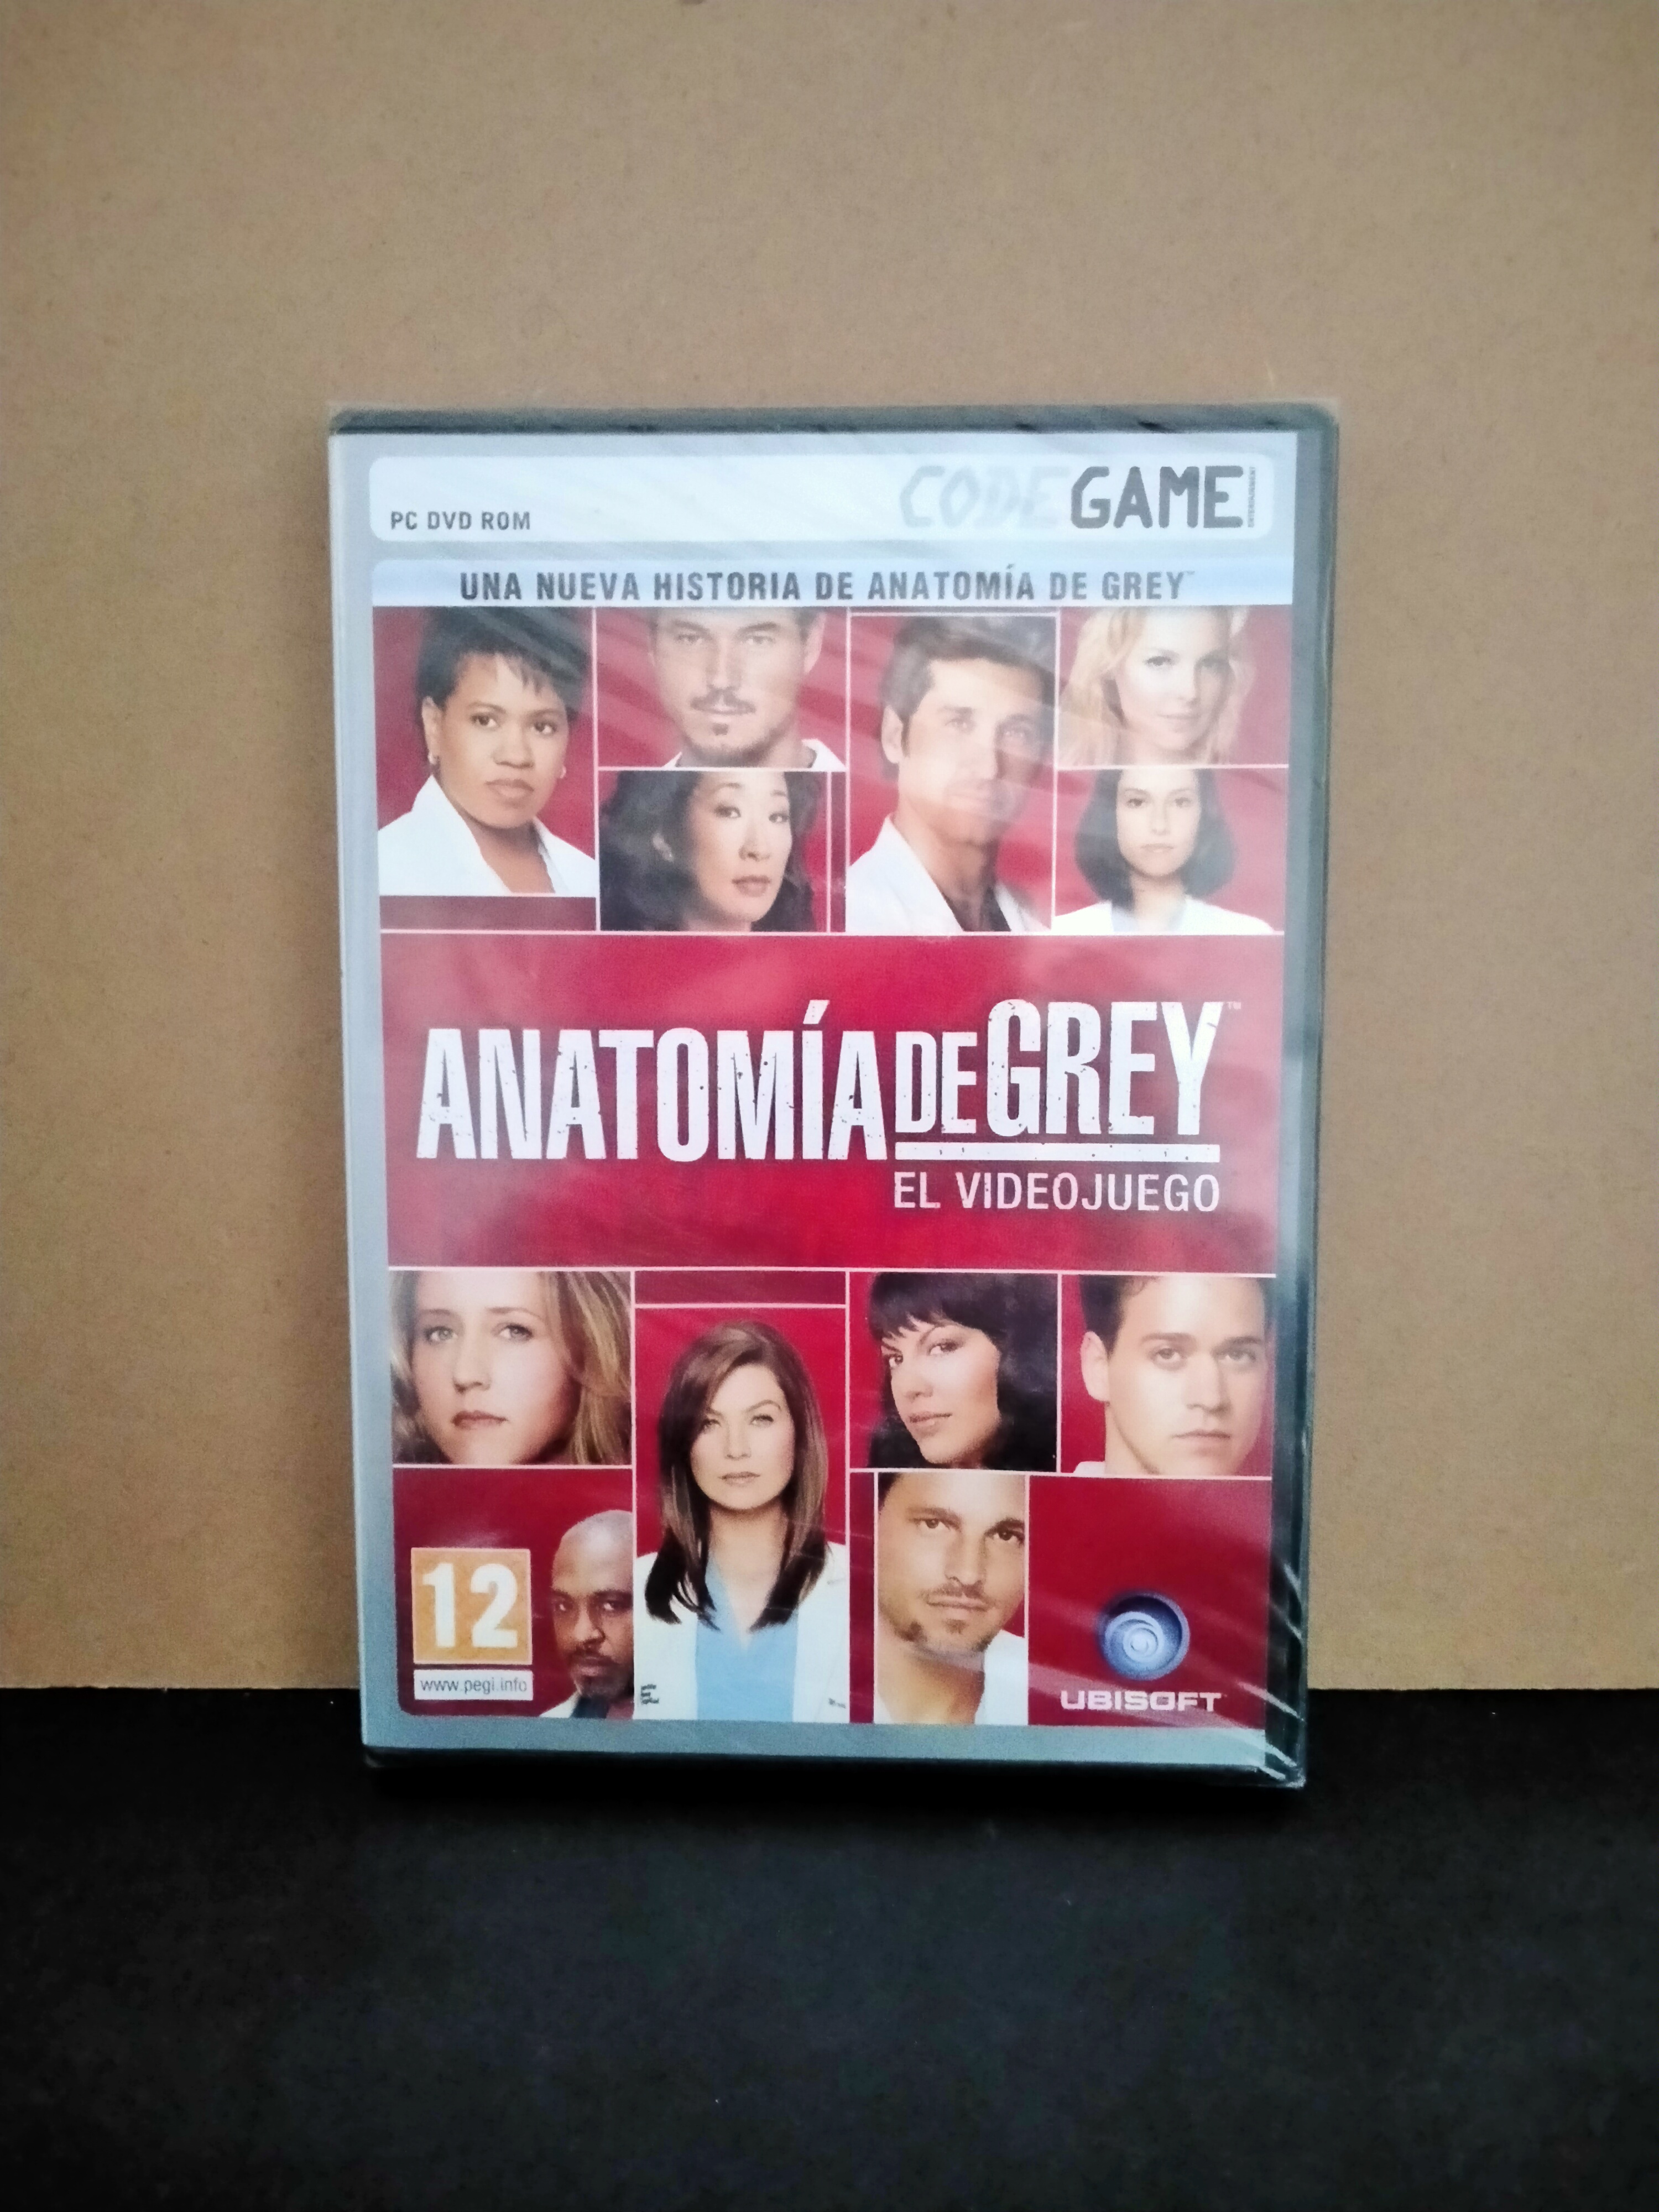 CODEGAME
PC DVD ROM
UNA NUEVA HISTORIA DE ANATOMÍA DE GREY™
ANATOMÍA DE GREY™
EL VIDEOJUEGO
12
www.pegi.info
UBISOFT